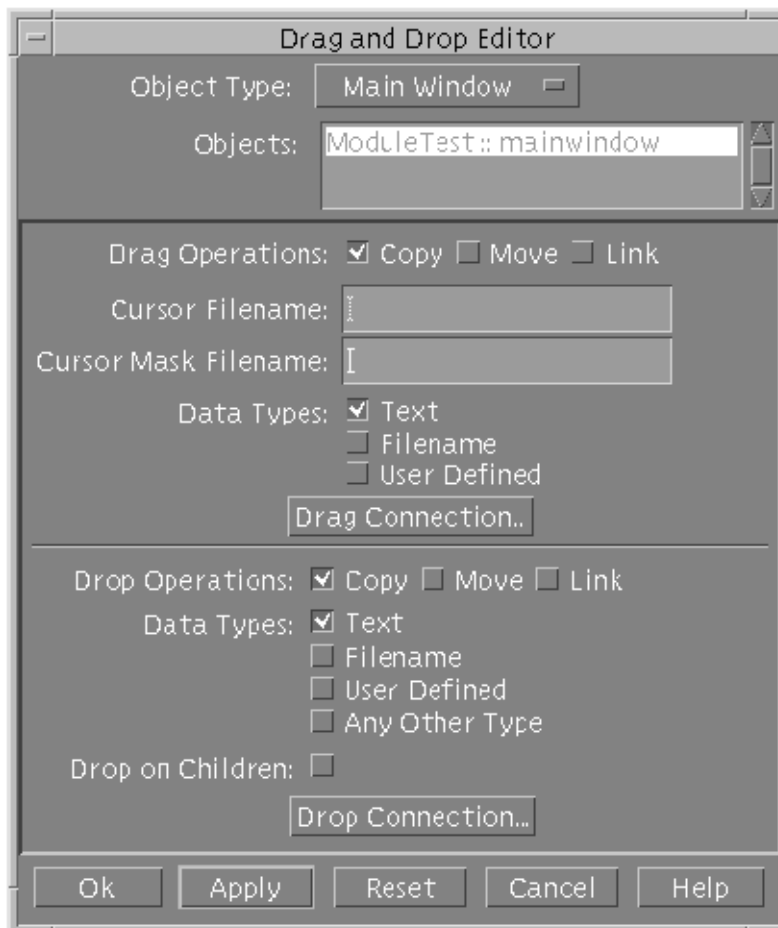 Drag and Drop Editor
Object Type: Main Window
Objects: ModuleTest :: mainwindow
Drag Operations: Copy Move Link
Cursor Filename:
Cursor Mask Filename:
Data Types: Text
Filename
User Defined
Drag Connection..
Drop Operations: Copy Move Link
Data Types: Text
Filename
User Defined
Any Other Type
Drop on Children:
Drop Connection...
Ok Apply Reset Cancel Help